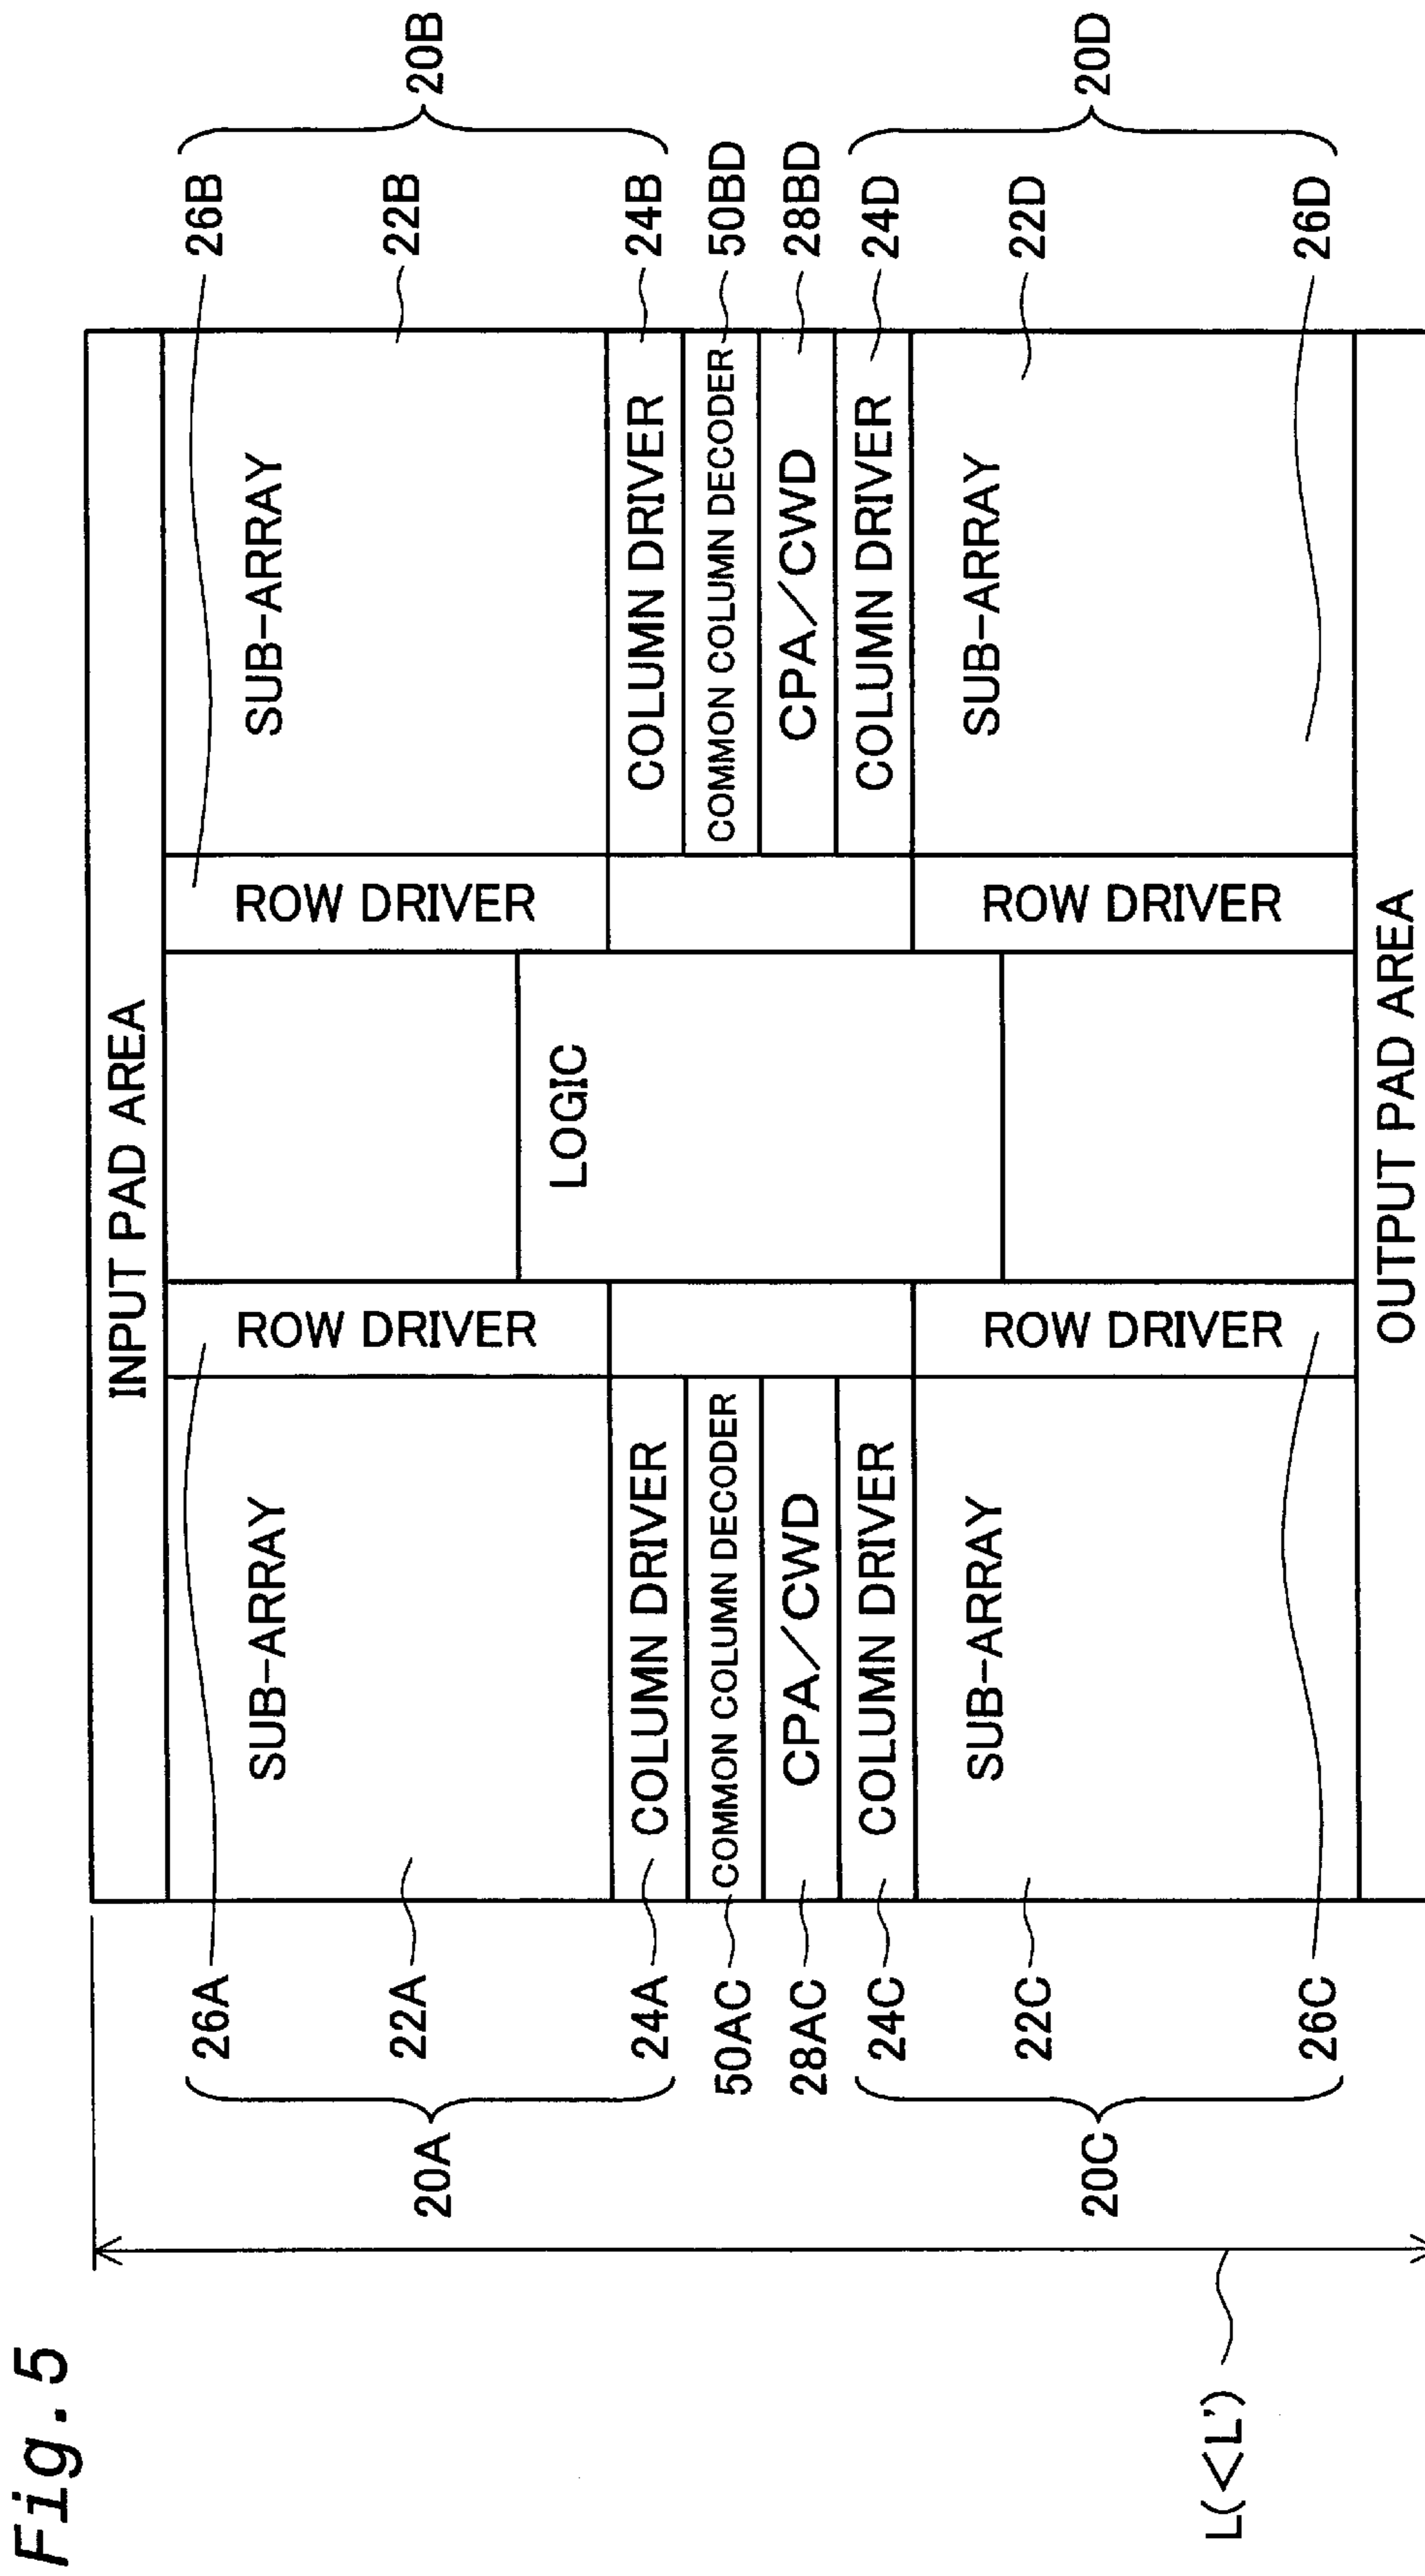 Fig. 5
INPUT PAD AREA
26A
26B
SUB-ARRAY
ROW DRIVER
ROW DRIVER
SUB-ARRAY
22A
22B
20A
20B
LOGIC
24A
COLUMN DRIVER
COLUMN DRIVER
24B
50AC
COMMON COLUMN DECODER
COMMON COLUMN DECODER
50BD
28AC
CPA/CWD
CPA/CWD
28BD
24C
COLUMN DRIVER
COLUMN DRIVER
24D
SUB-ARRAY
ROW DRIVER
ROW DRIVER
SUB-ARRAY
22C
22D
20C
20D
26C
26D
L(<L')
OUTPUT PAD AREA